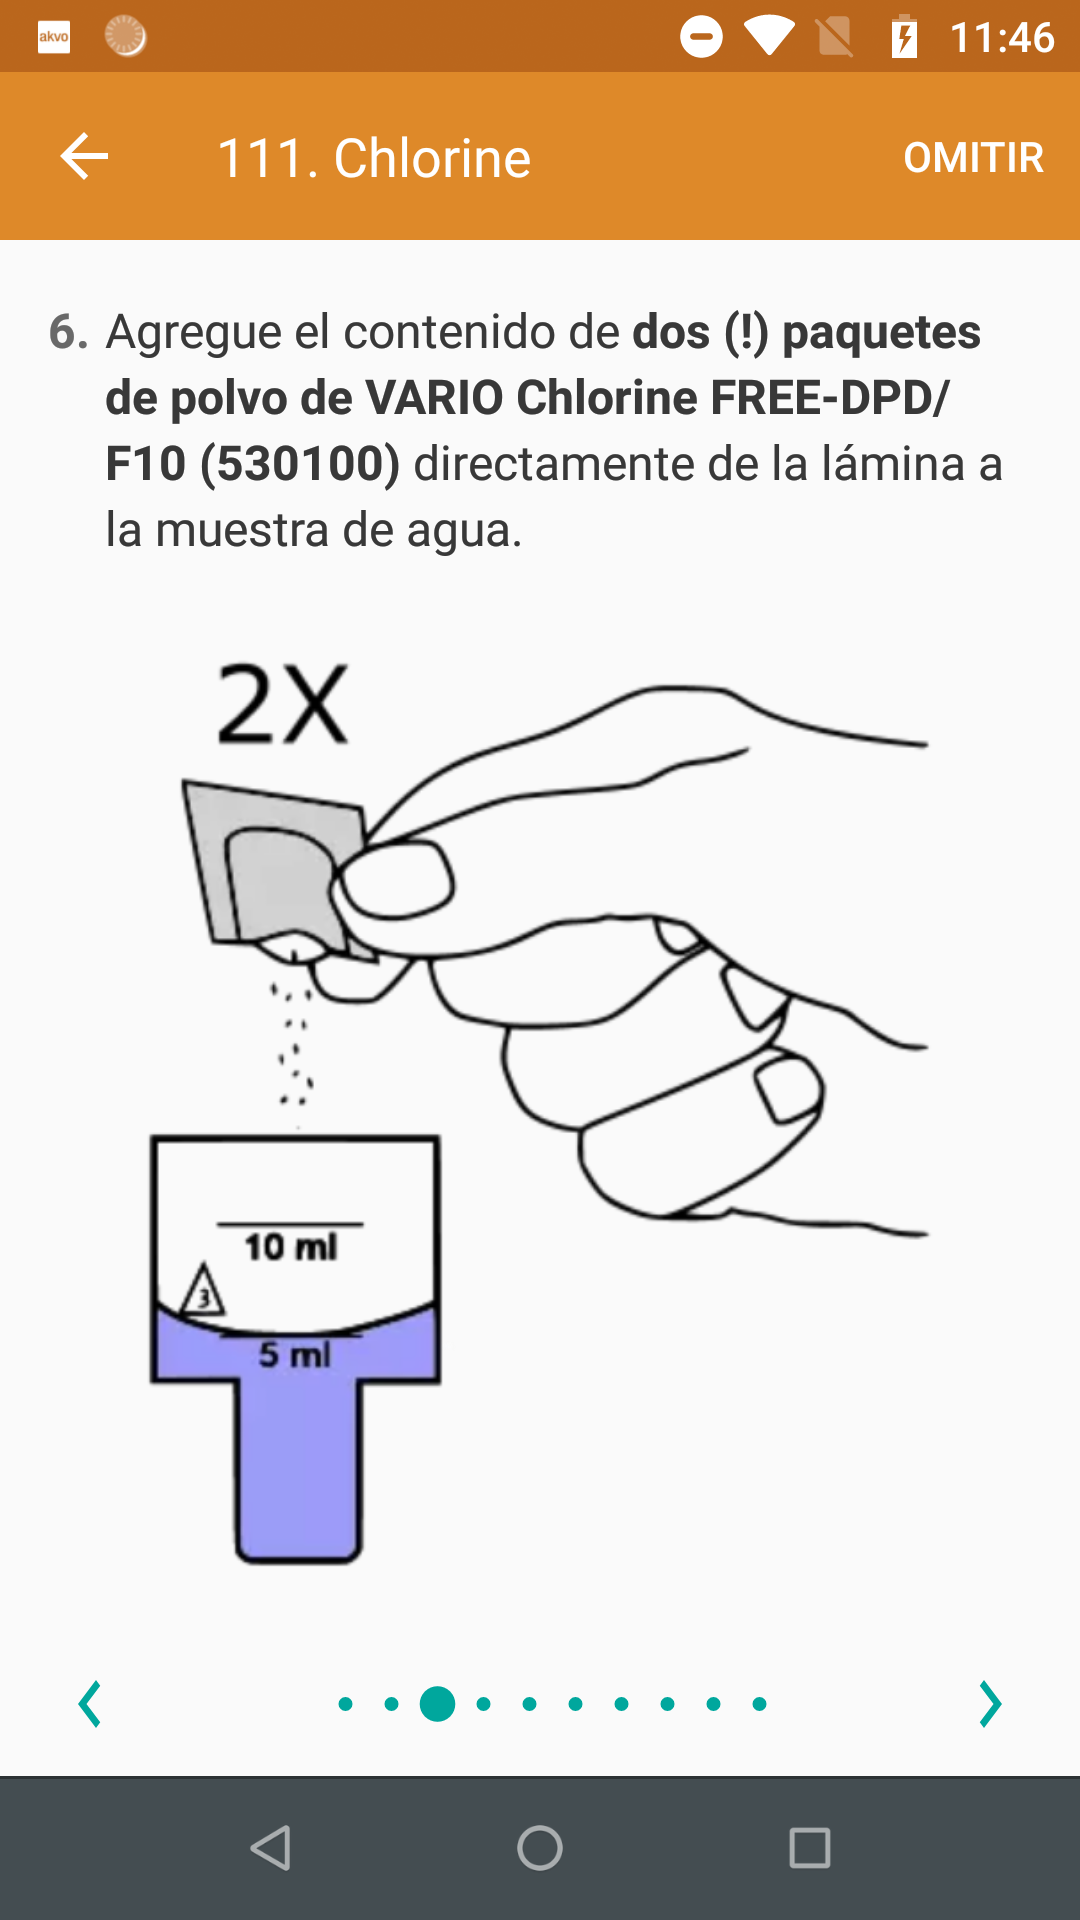 akvo
11:46
111. Chlorine
OMITIR
6. Agregue el contenido de dos (!) paquetes
de polvo de VARIO Chlorine FREE-DPD/
F10 (530100) directamente de la lámina a
la muestra de agua.
2X
10 ml
3
5 ml